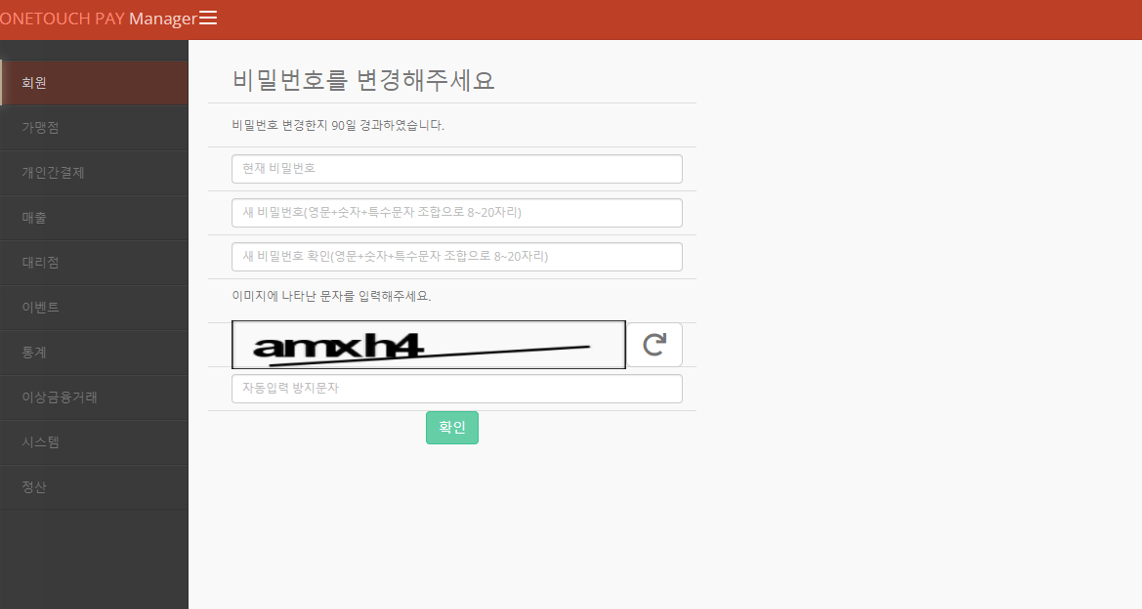 ONETOUCH PAY Manager
회원
가맹점
개인간결제
매출
대리점
이벤트
통계
이상금융거래
시스템
정산
비밀번호를 변경해주세요
비밀번호 변경한지 90일 경과하였습니다.
현재 비밀번호
새 비밀번호(영문+숫자+특수문자 조합으로 8~20자리)
새 비밀번호 확인(영문+숫자+특수문자 조합으로 8~20자리)
이미지에 나타난 문자를 입력해주세요.
amxh4
자동입력 방지문자
확인